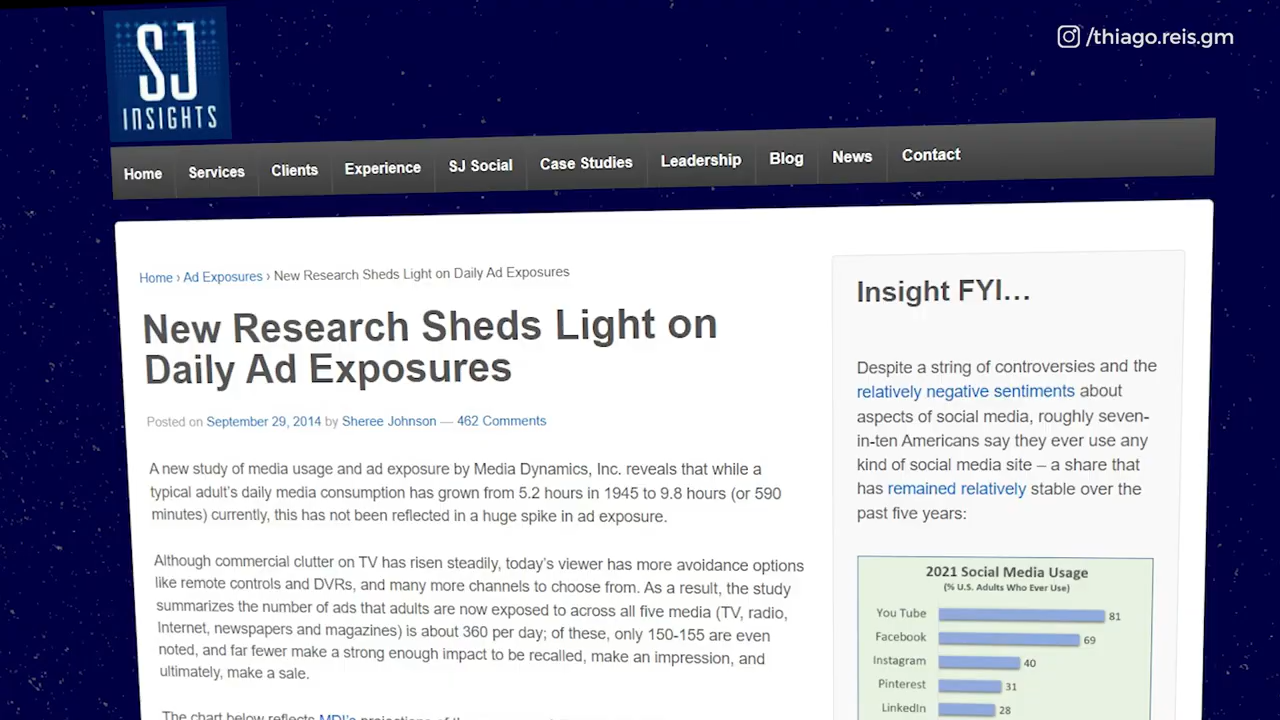 SJ
INSIGHTS
/thiago.reis.gm
Home Services Clients Experience SJ Social Case Studies Leadership Blog News Contact
Home › Ad Exposures › New Research Sheds Light on Daily Ad Exposures
New Research Sheds Light on
Daily Ad Exposures
Posted on September 29, 2014 by Sheree Johnson — 462 Comments
A new study of media usage and ad exposure by Media Dynamics, Inc. reveals that while a
typical adult's daily media consumption has grown from 5.2 hours in 1945 to 9.8 hours (or 590
minutes) currently, this has not been reflected in a huge spike in ad exposure.
Although commercial clutter on TV has risen steadily, today's viewer has more avoidance options
like remote controls and DVRs, and many more channels to choose from. As a result, the study
summarizes the number of ads that adults are now exposed to across all five media (TV, radio,
Internet, newspapers and magazines) is about 360 per day; of these, only 150-155 are even
noted, and far fewer make a strong enough impact to be recalled, make an impression, and
ultimately, make a sale.
The chart below reflects MDI's projections of the
Insight FYI…
Despite a string of controversies and the
relatively negative sentiments about
aspects of social media, roughly seven-
in-ten Americans say they ever use any
kind of social media site – a share that
has remained relatively stable over the
past five years:
2021 Social Media Usage
(% U.S. Adults Who Ever Use)
You Tube 81
Facebook 69
Instagram 40
Pinterest 31
LinkedIn 28